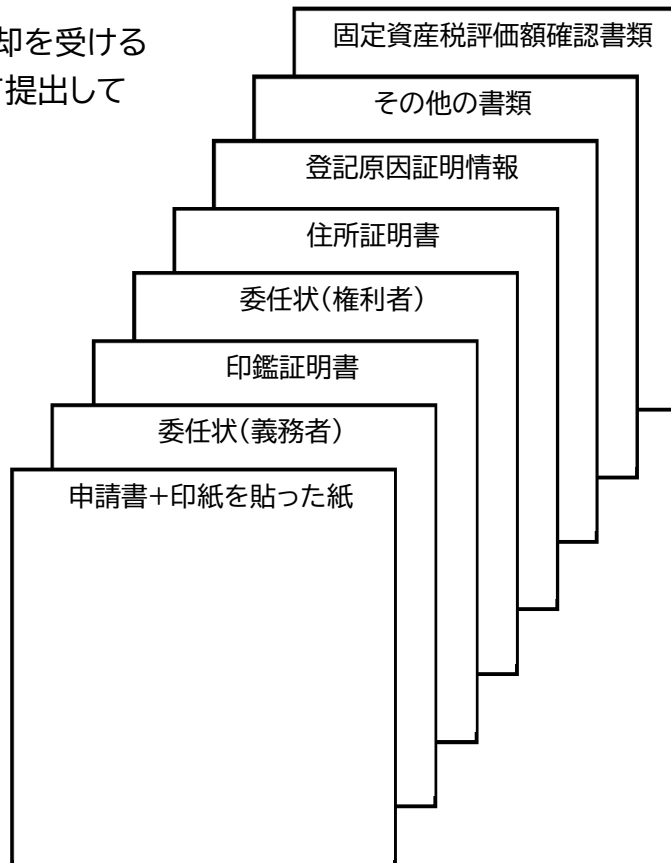 却を受ける
提出して
固定資産税評価額確認書類
その他の書類
登記原因証明情報
住所証明書
委任状（権利者）
印鑑証明書
委任状（義務者）
申請書＋印紙を貼った紙